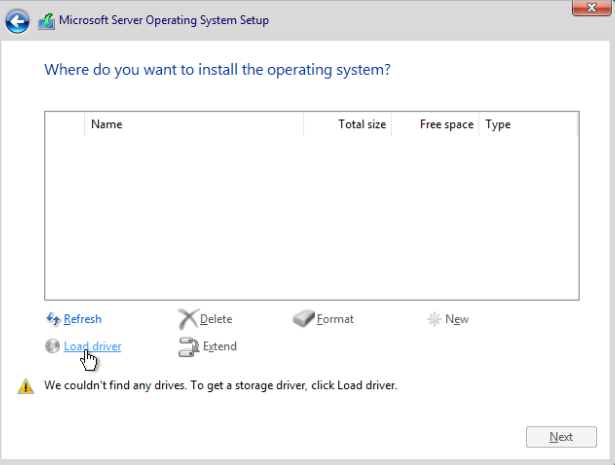 Microsoft Server Operating System Setup
Where do you want to install the operating system?
Name Total size Free space Type
Refresh Delete Format New
Load driver Extend
We couldn't find any drives. To get a storage driver, click Load driver.
Next